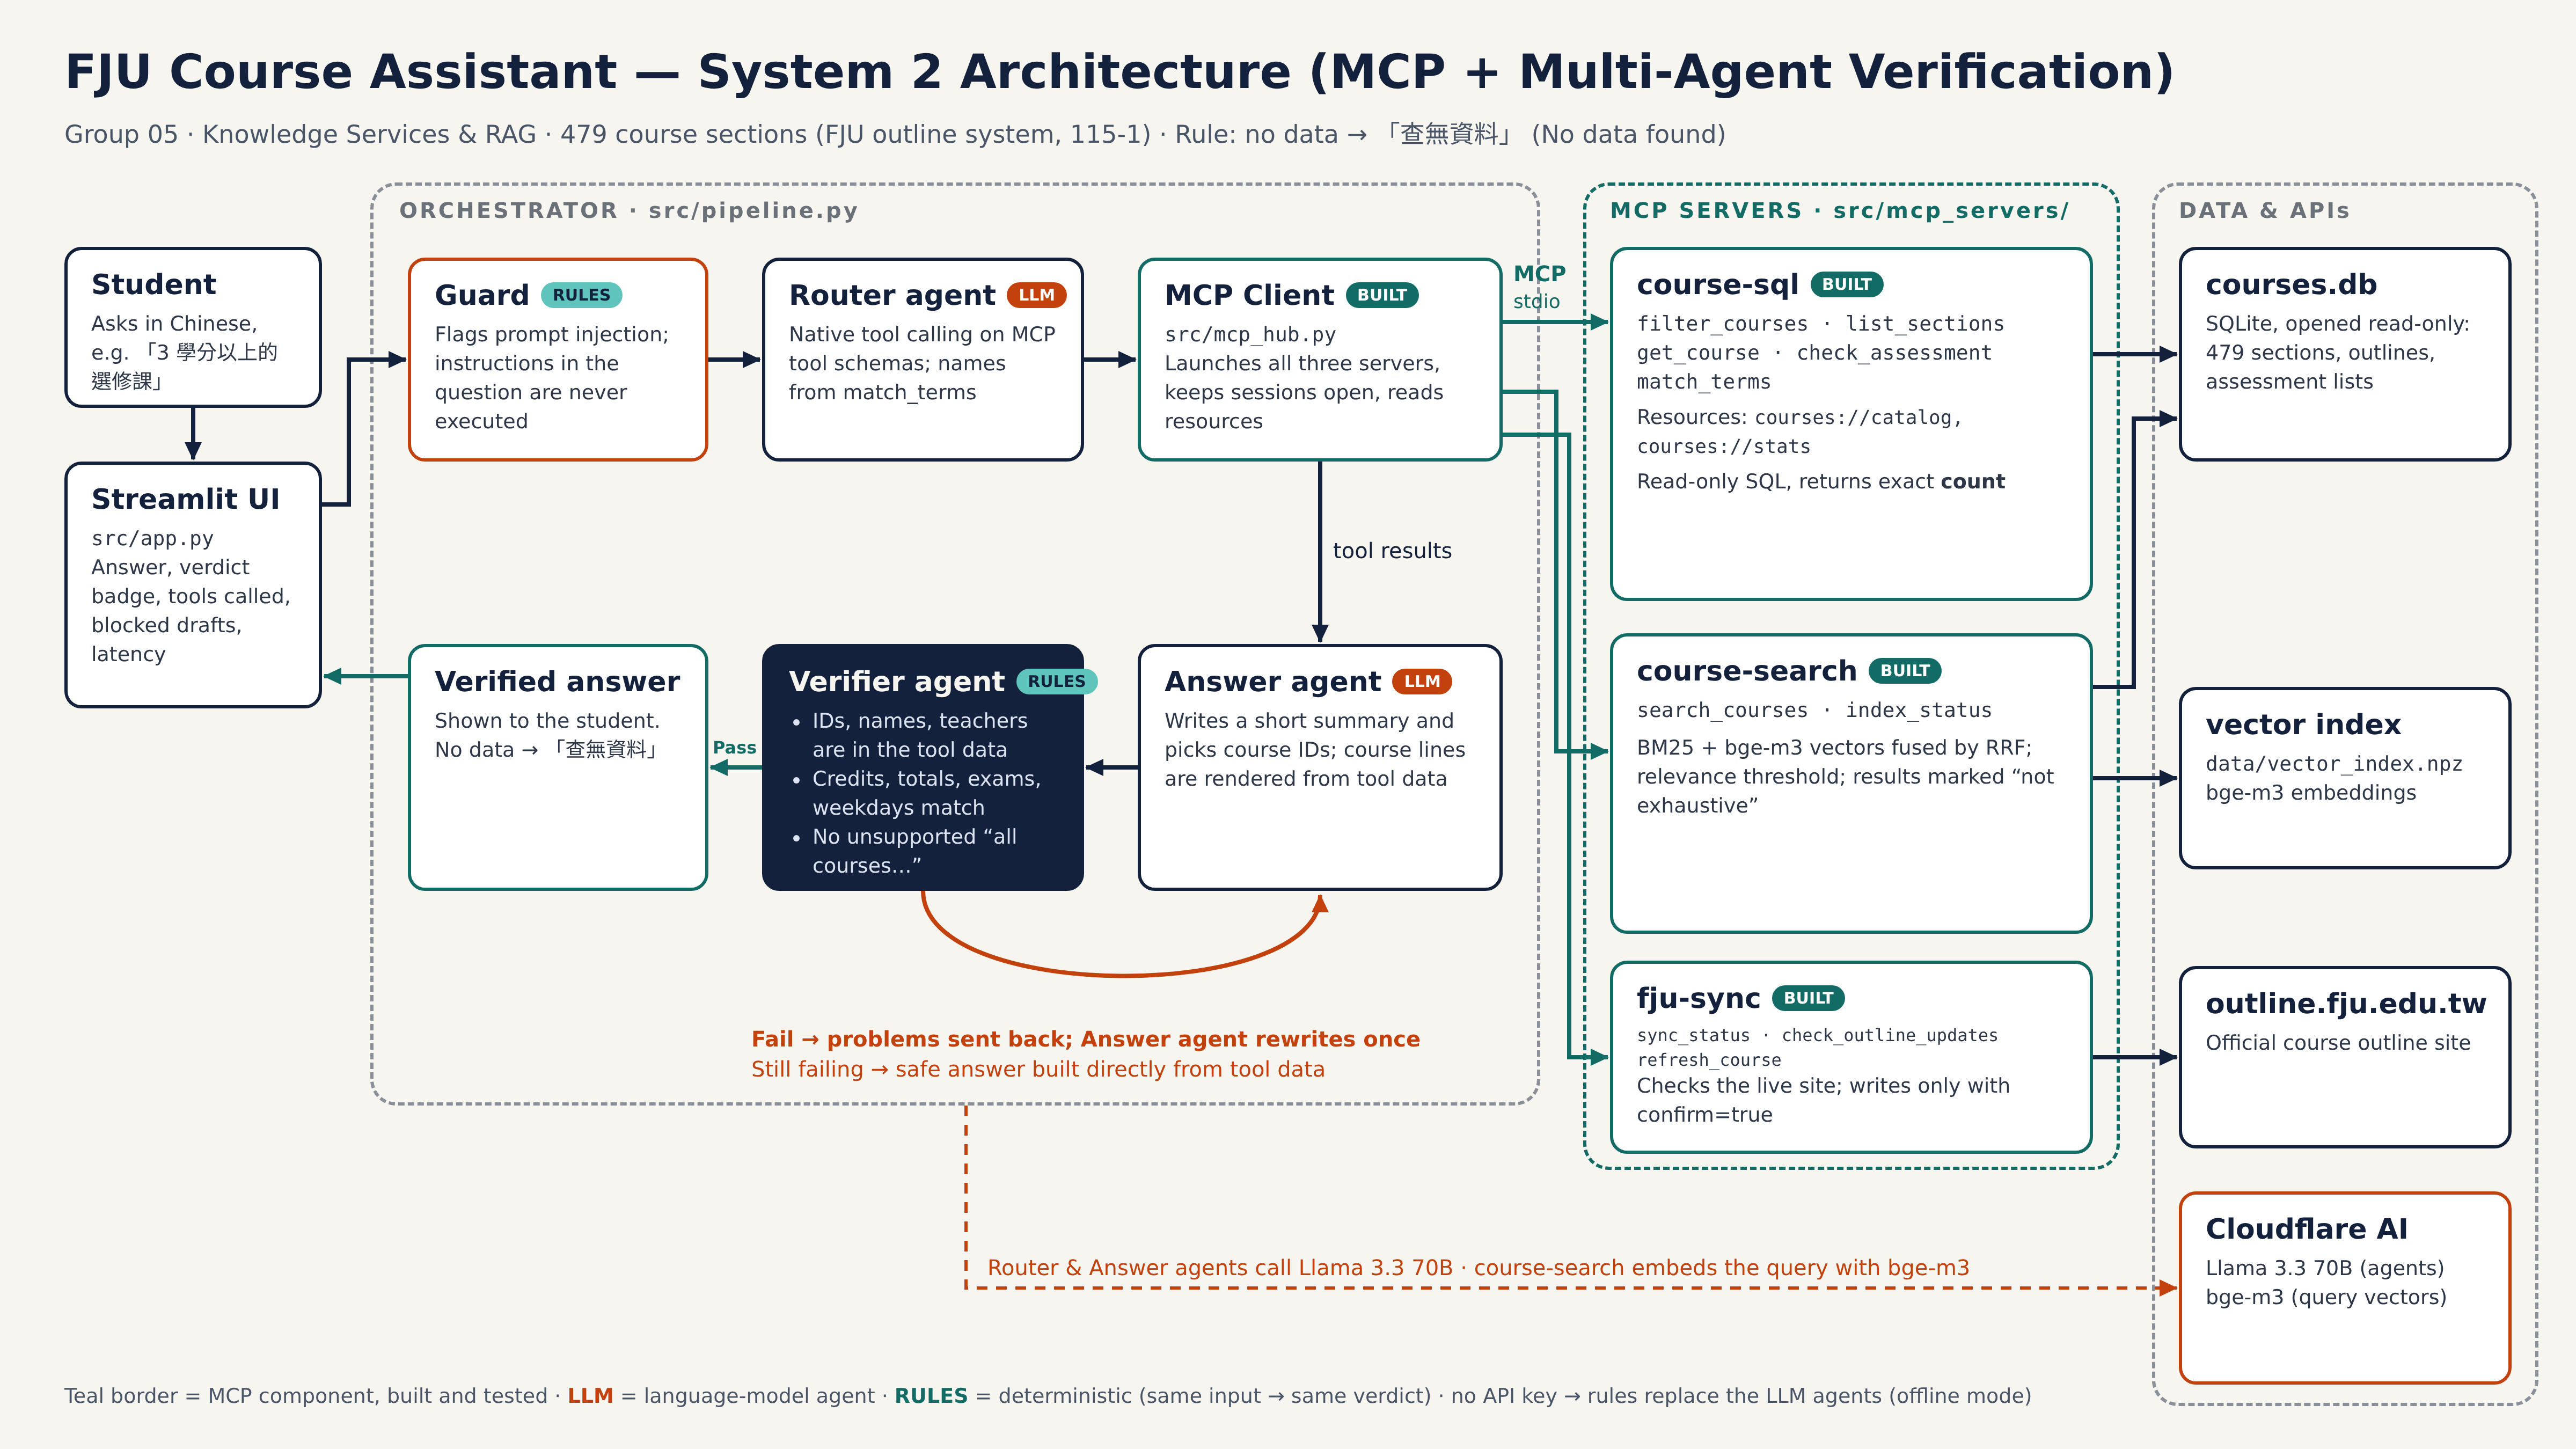 FJU Course Assistant — System 2 Architecture (MCP + Multi-Agent Verification)
Group 05 · Knowledge Services & RAG · 479 course sections (FJU outline system, 115-1) · Rule: no data → 「查無資料」 (No data found)
ORCHESTRATOR · src/pipeline.py
Student
Asks in Chinese,
e.g. 「3 學分以上的
選修課」
Streamlit UI
src/app.py
Answer, verdict
badge, tools called,
blocked drafts,
latency
Guard RULES
Flags prompt injection;
instructions in the
question are never
executed
Router agent LLM
Native tool calling on MCP
tool schemas; names
from match_terms
MCP Client BUILT
src/mcp_hub.py
Launches all three servers,
keeps sessions open, reads
resources
MCP
stdio
tool results
Verified answer
Shown to the student.
No data → 「查無資料」
Pass
Verifier agent RULES
• IDs, names, teachers
are in the tool data
• Credits, totals, exams,
weekdays match
• No unsupported “all
courses…”
Answer agent LLM
Writes a short summary and
picks course IDs; course lines
are rendered from tool data
Fail → problems sent back; Answer agent rewrites once
Still failing → safe answer built directly from tool data
MCP SERVERS · src/mcp_servers/
course-sql BUILT
filter_courses · list_sections
get_course · check_assessment
match_terms
Resources: courses://catalog,
courses://stats
Read-only SQL, returns exact count
course-search BUILT
search_courses · index_status
BM25 + bge-m3 vectors fused by RRF;
relevance threshold; results marked “not
exhaustive”
fju-sync BUILT
sync_status · check_outline_updates
refresh_course
Checks the live site; writes only with
confirm=true
DATA & APIs
courses.db
SQLite, opened read-only:
479 sections, outlines,
assessment lists
vector index
data/vector_index.npz
bge-m3 embeddings
outline.fju.edu.tw
Official course outline site
Cloudflare AI
Llama 3.3 70B (agents)
bge-m3 (query vectors)
Router & Answer agents call Llama 3.3 70B · course-search embeds the query with bge-m3
Teal border = MCP component, built and tested · LLM = language-model agent · RULES = deterministic (same input → same verdict) · no API key → rules replace the LLM agents (offline mode)